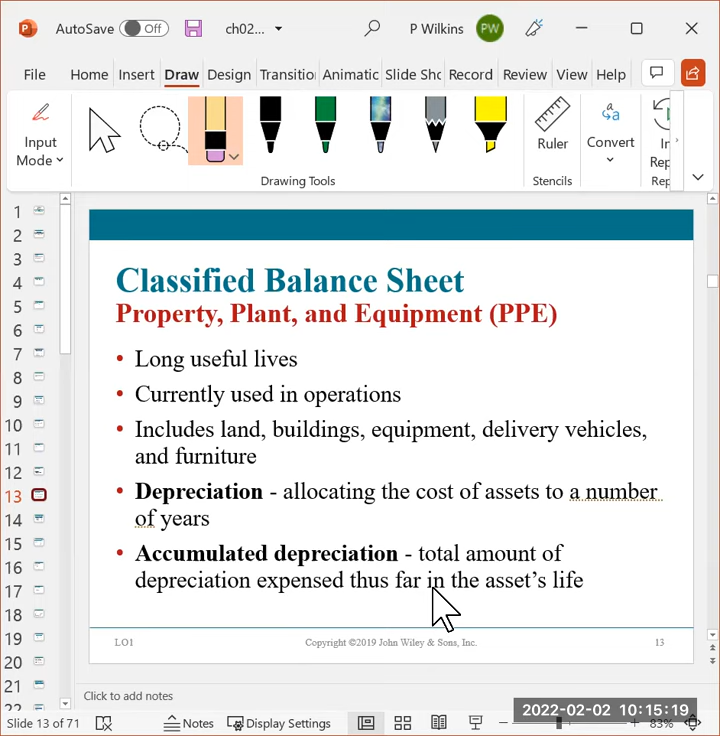 AutoSave Off ch02... P Wilkins PW
File Home Insert Draw Design Transitio Animatic Slide Sho Record Review View Help
Input Mode
Drawing Tools
Ruler
Stencils
a
a
Convert
In
Rep
Rep
1
2
3
4
5
6
7
8
9
10
11
12
13
14
15
16
17
18
19
20
21
22
Classified Balance Sheet
Property, Plant, and Equipment (PPE)
• Long useful lives
• Currently used in operations
• Includes land, buildings, equipment, delivery vehicles,
and furniture
• Depreciation - allocating the cost of assets to a number
of years
• Accumulated depreciation - total amount of
depreciation expensed thus far in the asset's life
LO1 Copyright ©2019 John Wiley & Sons, Inc. 13
Click to add notes
2022-02-02 10:15:19
Slide 13 of 71 Notes Display Settings 83%